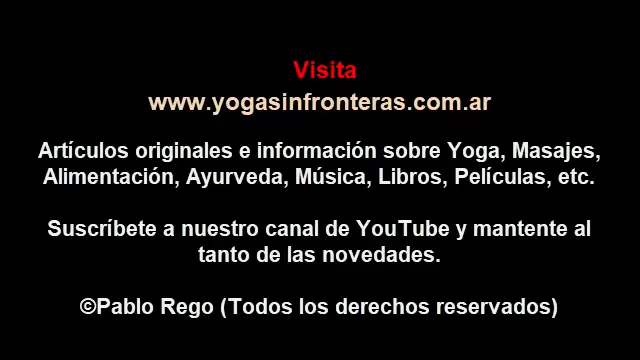 Visita
www.yogasinfronteras.com.ar
Artículos originales e información sobre Yoga, Masajes,
Alimentación, Ayurveda, Música, Libros, Películas, etc.
Suscríbete a nuestro canal de YouTube y mantente al
tanto de las novedades.
©Pablo Rego (Todos los derechos reservados)